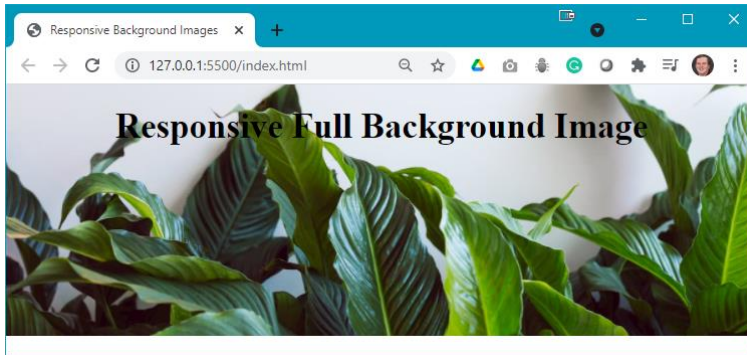 Responsive Background Images
127.0.0.1:5500/index.html
Responsive Full Background Image